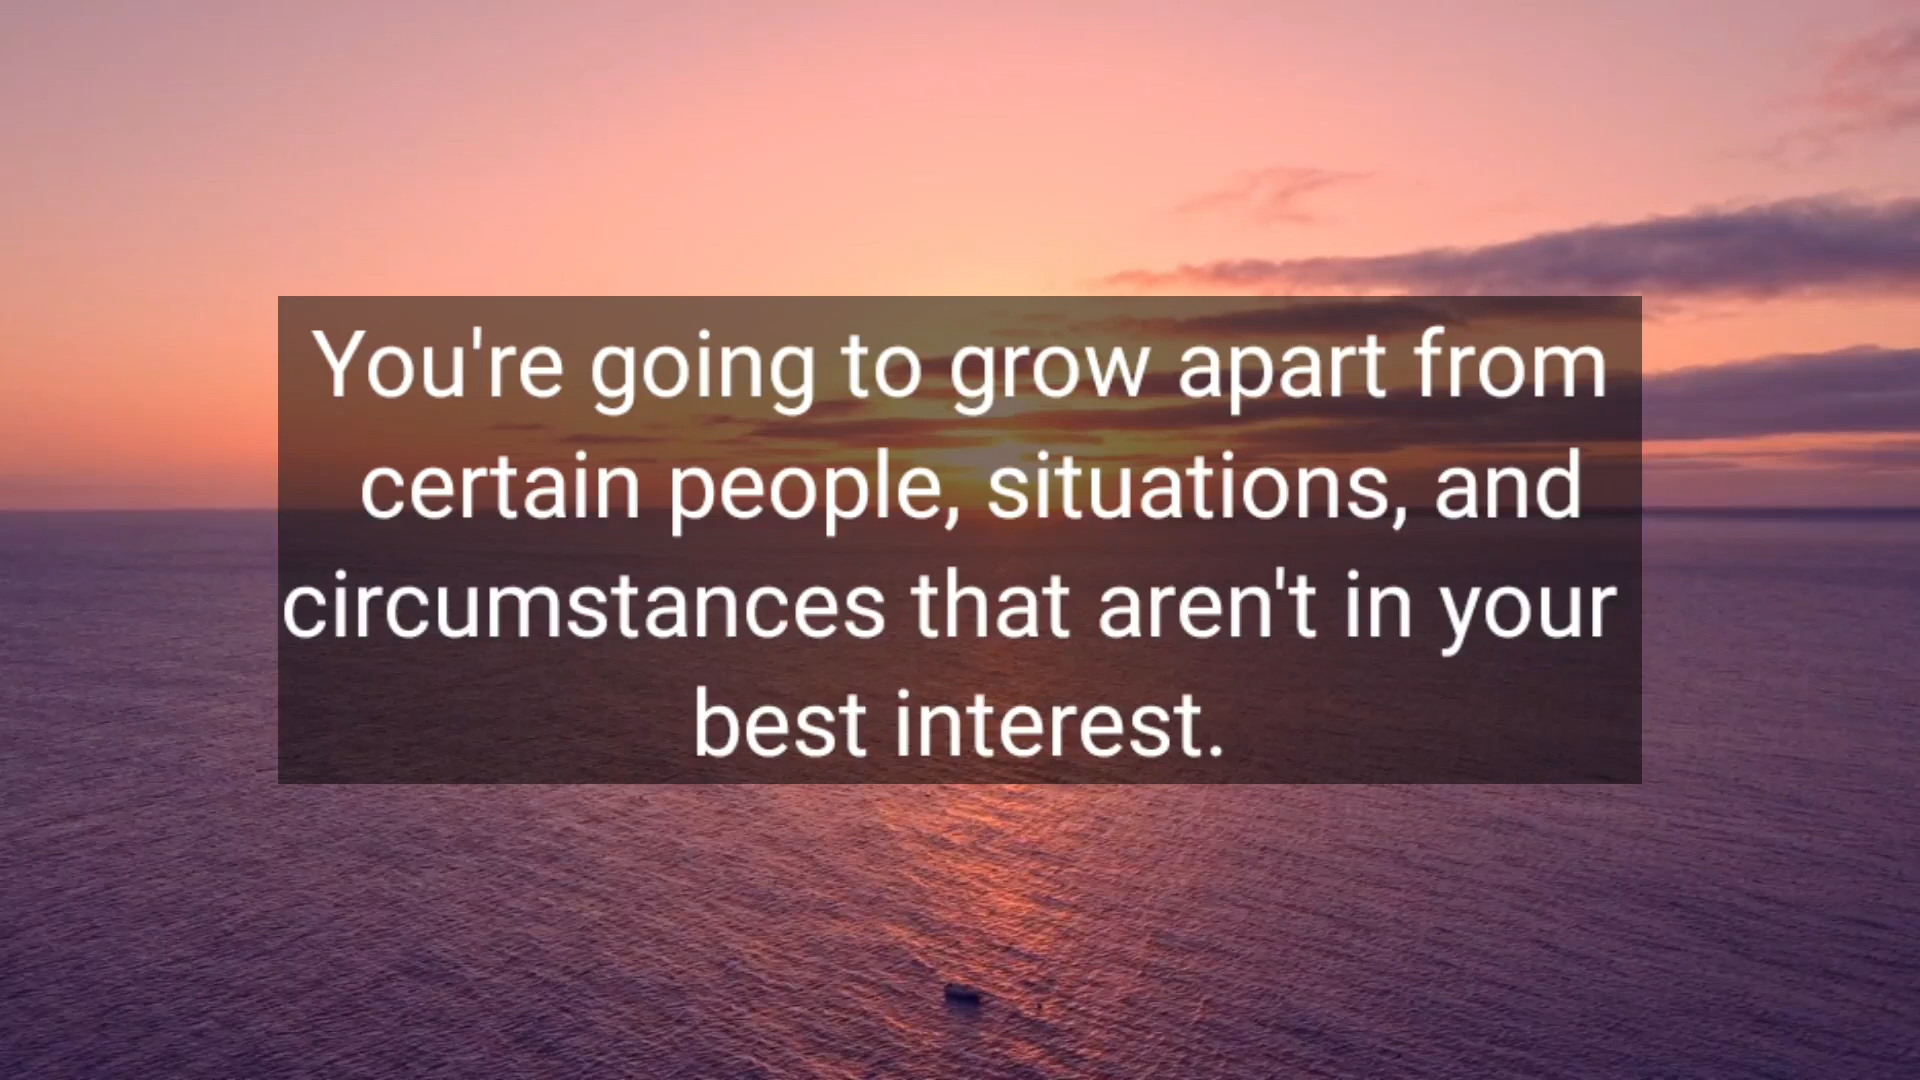 You're going to grow apart from
certain people, situations, and
circumstances that aren't in your
best interest.